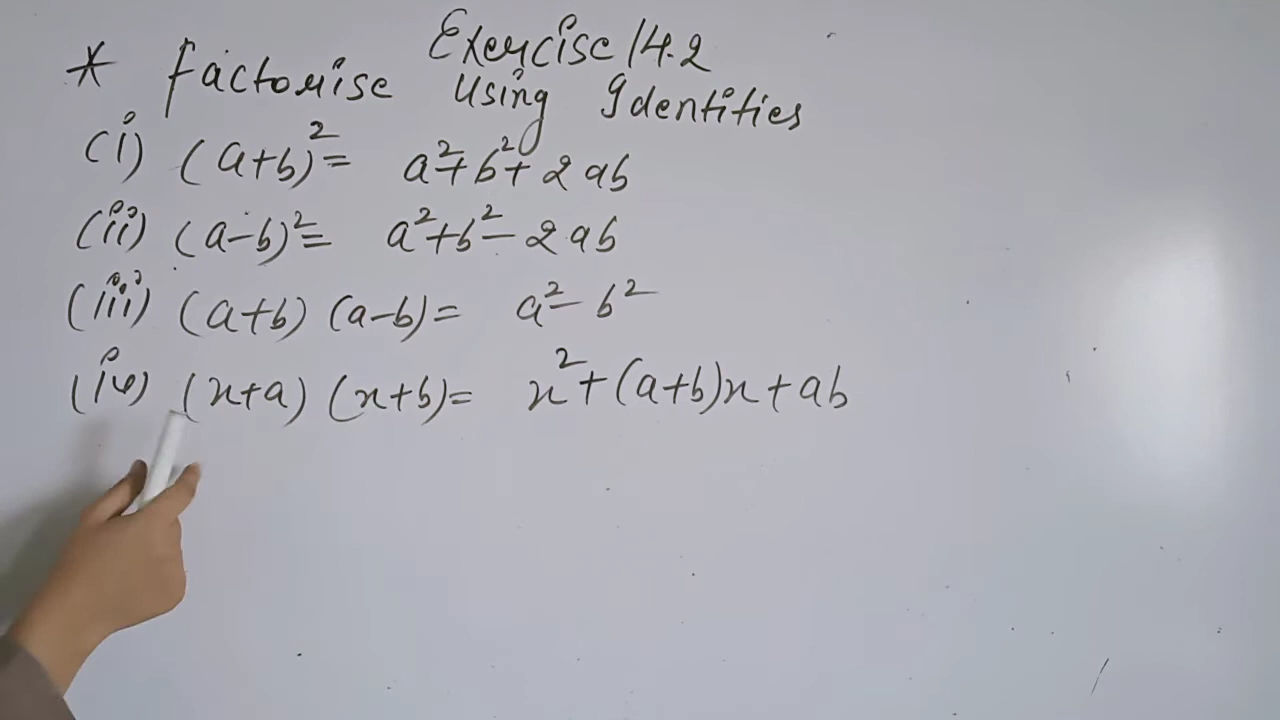 Exercise 14.2
* factorise Using Identities
(i) (a+b)² = a²+b²+2ab
(ii) (a-b)² = a²+b²-2ab
(iii) (a+b) (a-b) = a²-b²
(iv) (x+a) (x+b) = x²+(a+b)x+ab